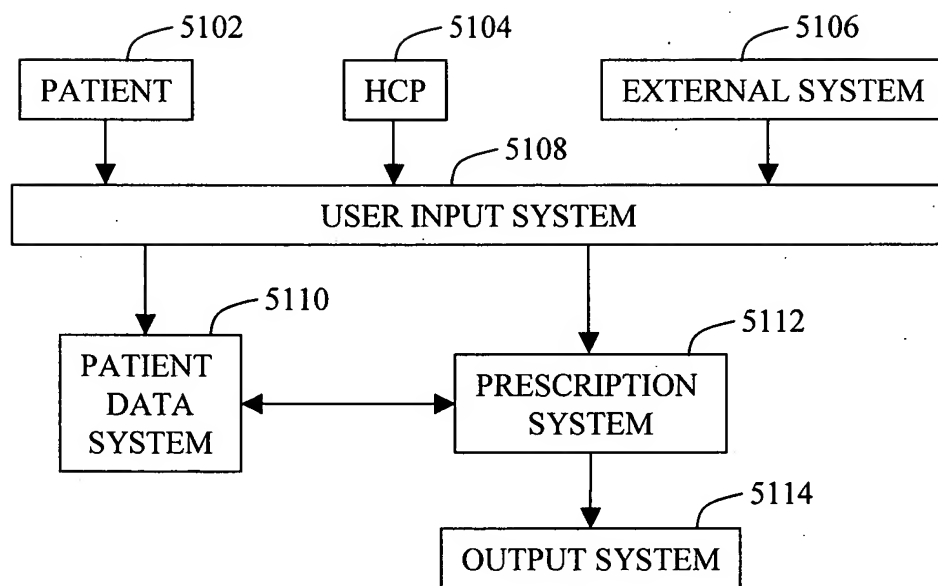 5102
5104
5106
PATIENT
HCP
EXTERNAL SYSTEM
5108
USER INPUT SYSTEM
5110
5112
PATIENT
DATA
SYSTEM
PRESCRIPTION
SYSTEM
5114
OUTPUT SYSTEM